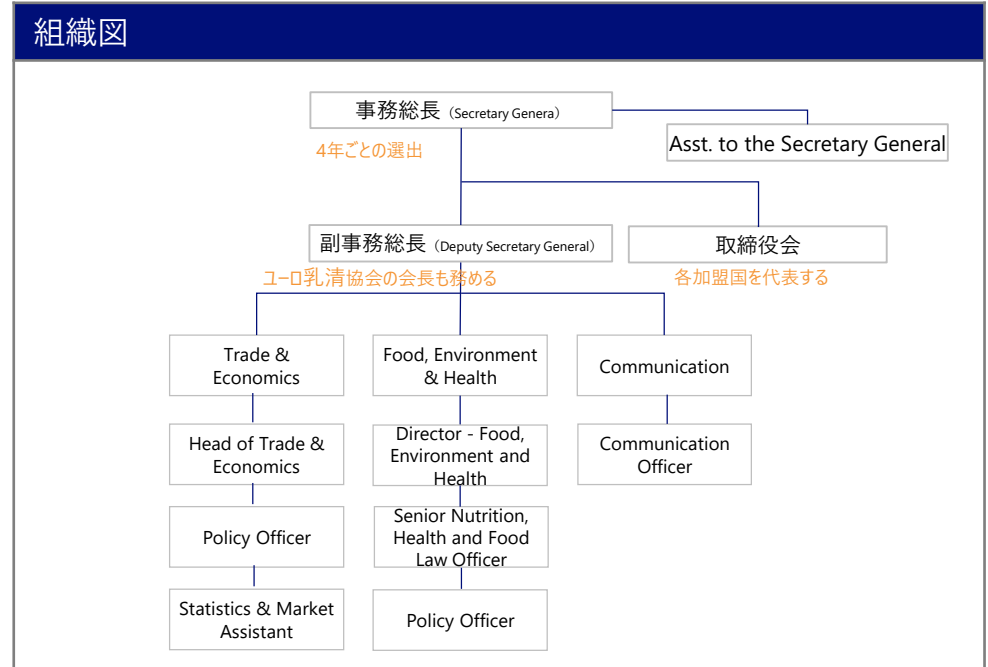 組織図
事務総長（Secretary Genera）
Asst. to the Secretary General
4年ごとの選出
副事務総長（Deputy Secretary General）
取締役会
ユーロ乳清協会の会長も務める
各加盟国を代表する
Trade &
Economics
Food, Environment
& Health
Communication
Head of Trade &
Economics
Director - Food,
Environment and
Health
Communication
Officer
Policy Officer
Senior Nutrition,
Health and Food
Law Officer
Statistics & Market
Assistant
Policy Officer